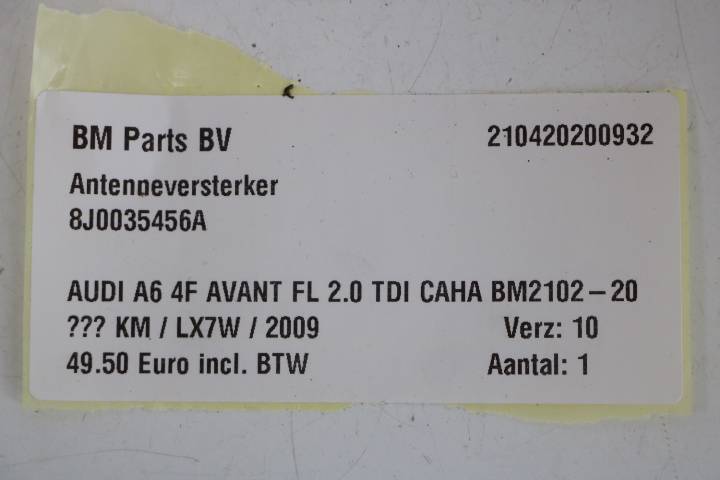 BM Parts BV 210420200932
Antenneversterker
8J0035456A
AUDI A6 4F AVANT FL 2.0 TDI CAHA BM2102-20
??? KM / LX7W / 2009 Verz: 10
49.50 Euro incl. BTW Aantal: 1